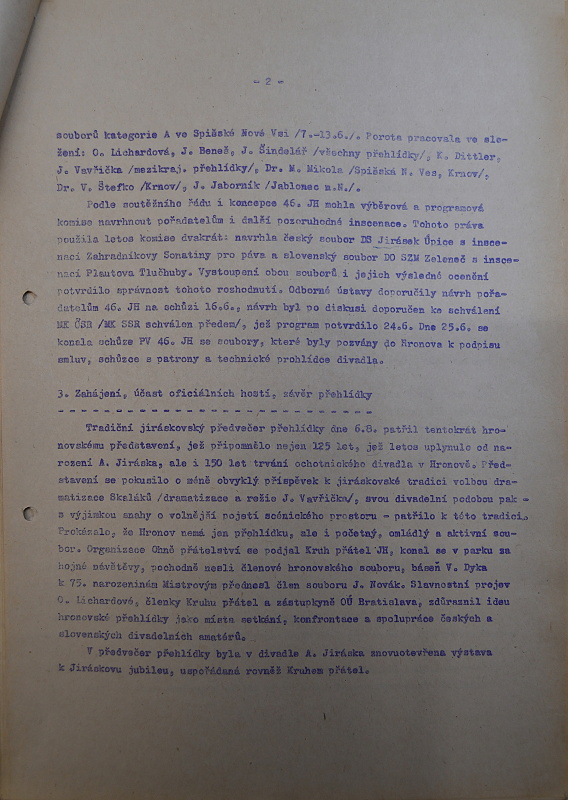 - 2 -
souborů kategorie A ve Spišské Nové Vsi /7.-13.6./. Porota pracovala ve slo-
žení: O. Lichardová, J. Beneš, J. Šindelář /všechny přehlídky/, K. Dittler,
J. Vavřička /mezikraj. přehlídky/, Dr. M. Mikola /Spišská N. Ves, Krnov/,
Dr. V. Štefko /Krnov/, J. Jaborník /Jablonec n.N./.
Podle soutěžního řádu i koncepce 46. JH mohla výběrová a programová
komise navrhnout pořadatelům i další pozoruhodné inscenace. Tohoto práva
použila letos komise dvakrát: navrhla český soubor DS Jirásek Úpice s insce-
nací Zahradníkovy Sonatiny pro páva a slovenský soubor DO SZM Zeleneč s insce-
nací Plautova Tlučhuby. Vystoupení obou souborů i jejich výsledné ocenění
potvrdilo správnost tohoto rozhodnutí. Odborné ústavy doporučily návrh pořa-
datelům 46. JH na schůzi 16.6., návrh byl po diskusi doporučen ke schválení
MK ČSR /MK SSR schválen předem/, jež program potvrdilo 24.6. Dne 25.6. se
konala schůze PV 46. JH se soubory, které byly pozvány do Hronova k podpisu
smluv, schůzce s patrony a technické prohlídce divadla.
3. Zahájení, účast oficiálních hostí, závěr přehlídky
Tradiční jiráskovský předvečer přehlídky dne 6.8. patřil tentokrát hro-
novskému představení, jež připomnělo nejen 125 let, jež letos uplynulo od na-
rození A. Jiráska, ale i 150 let trvání ochotnického divadla v Hronově. Před-
stavení se pokusilo o méně obvyklý příspěvek k jiráskovské tradici volbou dra-
matizace Skaláků /dramatizace a režie J. Vavřička/, svou divadelní podobou pak -
s výjimkou snahy o volnější pojetí scénického prostoru - patřilo k této tradici.
Prokázalo, že Hronov nemá jen přehlídku, ale i početný, omládlý a aktivní sou-
bor. Organizace Ohně přátelství se podjal Kruh přátel JH, konal se v parku za
hojné návštěvy, pochodně nesli členové hronovského souboru, báseň V. Dyka
k 75. narozeninám Mistrovým přednesl člen souboru J. Novák. Slavnostní projev
O. Lichardové, členky Kruhu přátel a zástupkyně OÚ Bratislava, zdůraznil ideu
hronovské přehlídky jako místa setkání, konfrontace a spolupráce českých a
slovenských divadelních amatérů.
V předvečer přehlídky byla v divadle A. Jiráska znovuotevřena výstava
k Jiráskovu jubileu, uspořádaná rovněž Kruhem přátel.